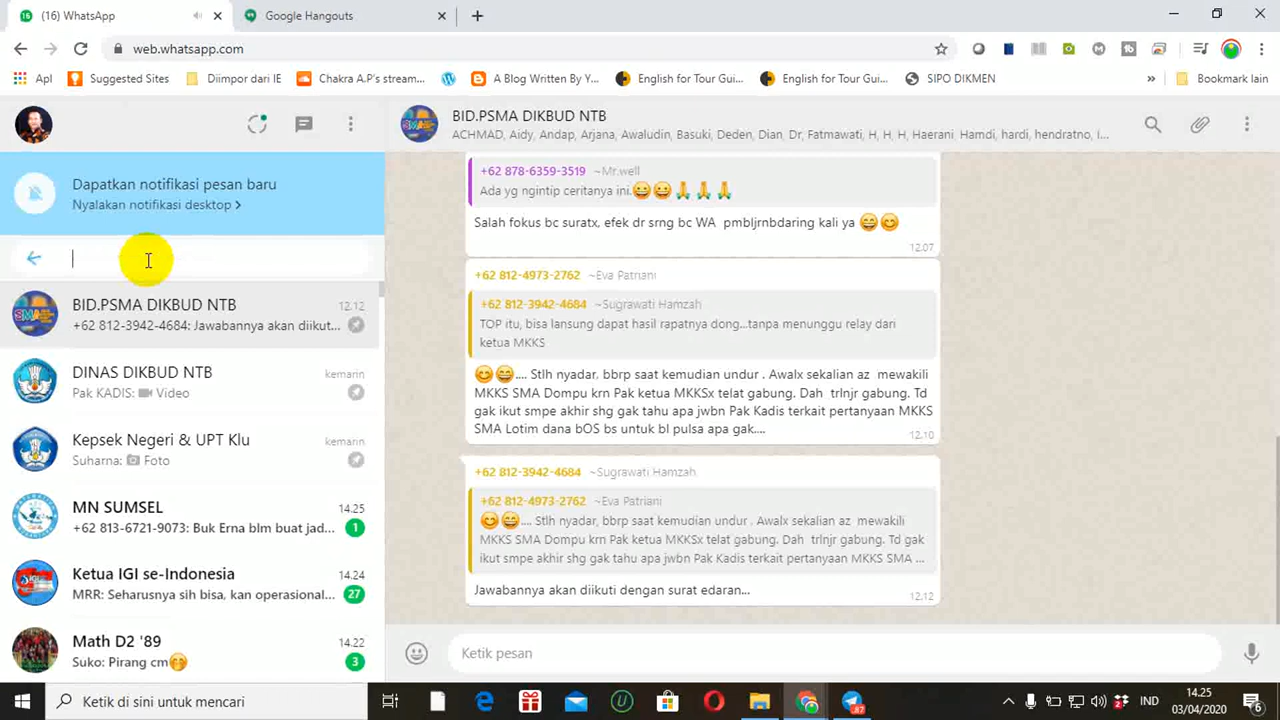 (16) WhatsApp
Google Hangouts
web.whatsapp.com
Apl
Suggested Sites
Diimpor dari IE
Chakra A.P's stream...
A Blog Written By Y...
English for Tour Gui...
English for Tour Gui...
SIPO DIKMEN
»
Bookmark lain
Dapatkan notifikasi pesan baru
Nyalakan notifikasi desktop >
BID.PSMA DIKBUD NTB
12.12
+62 812-3942-4684: Jawabannya akan diikut...
DINAS DIKBUD NTB
kemarin
Pak KADIS: Video
Kepsek Negeri & UPT Klu
kemarin
Suharna: Foto
MN SUMSEL
14.25
+62 813-6721-9073: Buk Erna blm buat jad...
1
Ketua IGI se-Indonesia
14.24
MRR: Seharusnya sih bisa, kan operasional...
27
Math D2 '89
14.22
Suko: Pirang cm🤭
3
BID.PSMA DIKBUD NTB
ACHMAD, Aidy, Andap, Arjana, Awaludin, Basuki, Deden, Dian, Dr, Fatmawati, H, H, H, Haerani, Hamdi, hardi, hendratno, i...
+62 878-6359-3519 ~Mr.well
Ada yg ngintip ceritanya ini.😀😀🙏🙏🙏
Salah fokus bc suratx, efek dr srng bc WA pmbljrnbdaring kali ya 😄😊
12.07
+62 812-4973-2762 ~Eva Patriani
+62 812-3942-4684 ~Sugrawati Hamzah
TOP itu, bisa lansung dapat hasil rapatnya dong...tanpa menunggu relay dari
ketua MKKS
😊😄.... Stlh nyadar, bbrp saat kemudian undur . Awalx sekalian az mewakili
MKKS SMA Dompu krn Pak ketua MKKSx telat gabung. Dah trlnjr gabung. Td
gak ikut smpe akhir shg gak tahu apa jwbn Pak Kadis terkait pertanyaan MKKS
SMA Lotim dana bOS bs untuk bl pulsa apa gak....
12.10
+62 812-3942-4684 ~Sugrawati Hamzah
+62 812-4973-2762 ~Eva Patriani
😊😄.... Stlh nyadar, bbrp saat kemudian undur . Awalx sekalian az mewakili
MKKS SMA Dompu krn Pak ketua MKKSx telat gabung. Dah trlnjr gabung. Td
gak ikut smpe akhir shg gak tahu apa jwbn Pak Kadis terkait pertanyaan MKKS SMA ...
Jawabannya akan diikuti dengan surat edaran...
12.12
Ketik pesan
Ketik di sini untuk mencari
87
IND
14.25
03/04/2020
6